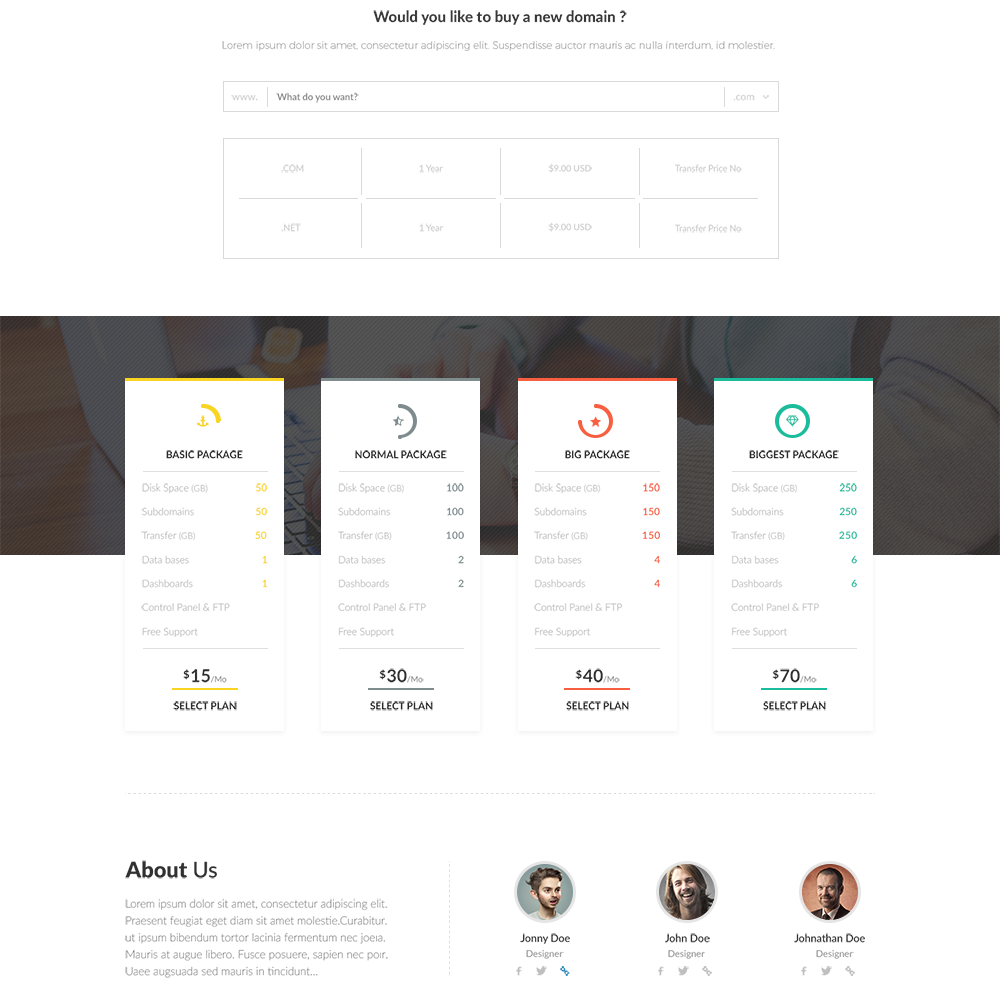 Would you like to buy a new domain ?
Lorem ipsum dolor sit amet, consectetur adipiscing elit. Suspendisse auctor mauris ac nulla interdum, id molestier.
www. What do you want? .com
.COM 1 Year $9.00 USD Transfer Price No
.NET 1 Year $9.00 USD Transfer Price No
BASIC PACKAGE
Disk Space (GB) 50
Subdomains 50
Transfer (GB) 50
Data bases 1
Dashboards 1
Control Panel & FTP
Free Support
$15/Mo
SELECT PLAN
NORMAL PACKAGE
Disk Space (GB) 100
Subdomains 100
Transfer (GB) 100
Data bases 2
Dashboards 2
Control Panel & FTP
Free Support
$30/Mo
SELECT PLAN
BIG PACKAGE
Disk Space (GB) 150
Subdomains 150
Transfer (GB) 150
Data bases 4
Dashboards 4
Control Panel & FTP
Free Support
$40/Mo
SELECT PLAN
BIGGEST PACKAGE
Disk Space (GB) 250
Subdomains 250
Transfer (GB) 250
Data bases 6
Dashboards 6
Control Panel & FTP
Free Support
$70/Mo
SELECT PLAN
About Us
Lorem ipsum dolor sit amet, consectetur adipiscing elit.
Praesent feugiat eget diam sit amet molestie.Curabitur.
ut ipsum bibendum tortor lacinia fermentum nec joeia.
Mauris at augue libero. Fusce posuere, sapien nec poir.
Uaee augsuada sed mauris in tincidunt...
Jonny Doe
Designer
John Doe
Designer
Johnathan Doe
Designer